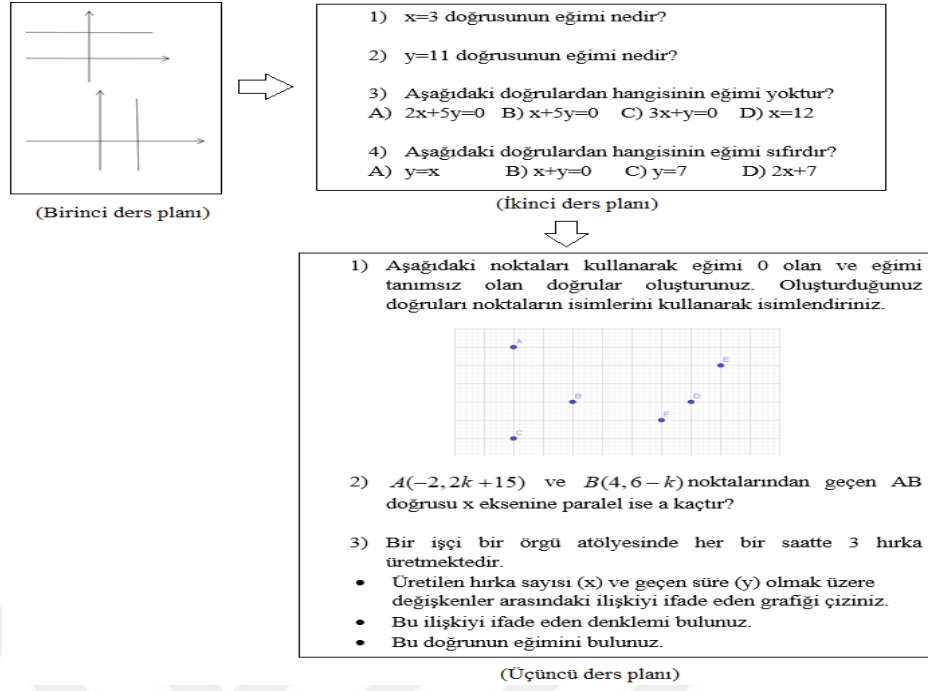 1) x=3 doğrusunun eğimi nedir?
2) y=11 doğrusunun eğimi nedir?
3) Aşağıdaki doğrulardan hangisinin eğimi yoktur?
A) 2x+5y=0 B) x+5y=0 C) 3x+y=0 D) x=12
4) Aşağıdaki doğrulardan hangisinin eğimi sıfırdır?
A) y=x B) x+y=0 C) y=7 D) 2x+7
(Birinci ders planı)
(İkinci ders planı)
1) Aşağıdaki noktaları kullanarak eğimi 0 olan ve eğimi
tanımsız olan doğrular oluşturunuz. Oluşturduğunuz
doğruları noktaların isimlerini kullanarak isimlendiriniz.
A
E
B
D
F
C
2) A(−2, 2k+15) ve B(4, 6−k) noktalarından geçen AB
doğrusu x eksenine paralel ise a kaçtır?
3) Bir işçi bir örgü atölyesinde her bir saatte 3 hırka
üretmektedir.
• Üretilen hırka sayısı (x) ve geçen süre (y) olmak üzere
değişkenler arasındaki ilişkiyi ifade eden grafiği çiziniz.
• Bu ilişkiyi ifade eden denklemi bulunuz.
• Bu doğrunun eğimini bulunuz.
(Üçüncü ders planı)